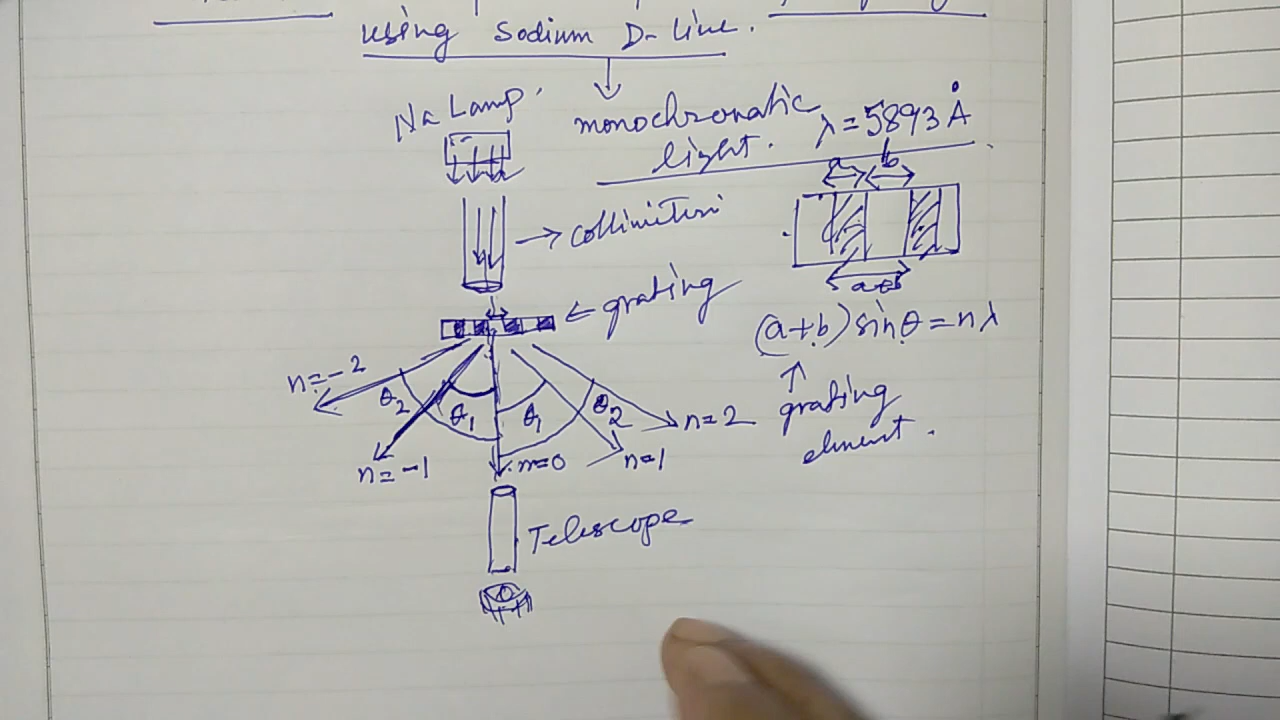 using Sodium D-line.
Na Lamp
monochromatic
light. λ = 5893 Å
a b
→ collimiteri
a+b
← grating
(a+b) sinθ = nλ
↑
grating
element.
n=-2
θ2 θ1 θ1 θ2
n=2
n=-1
n=0
n=1
Telescope